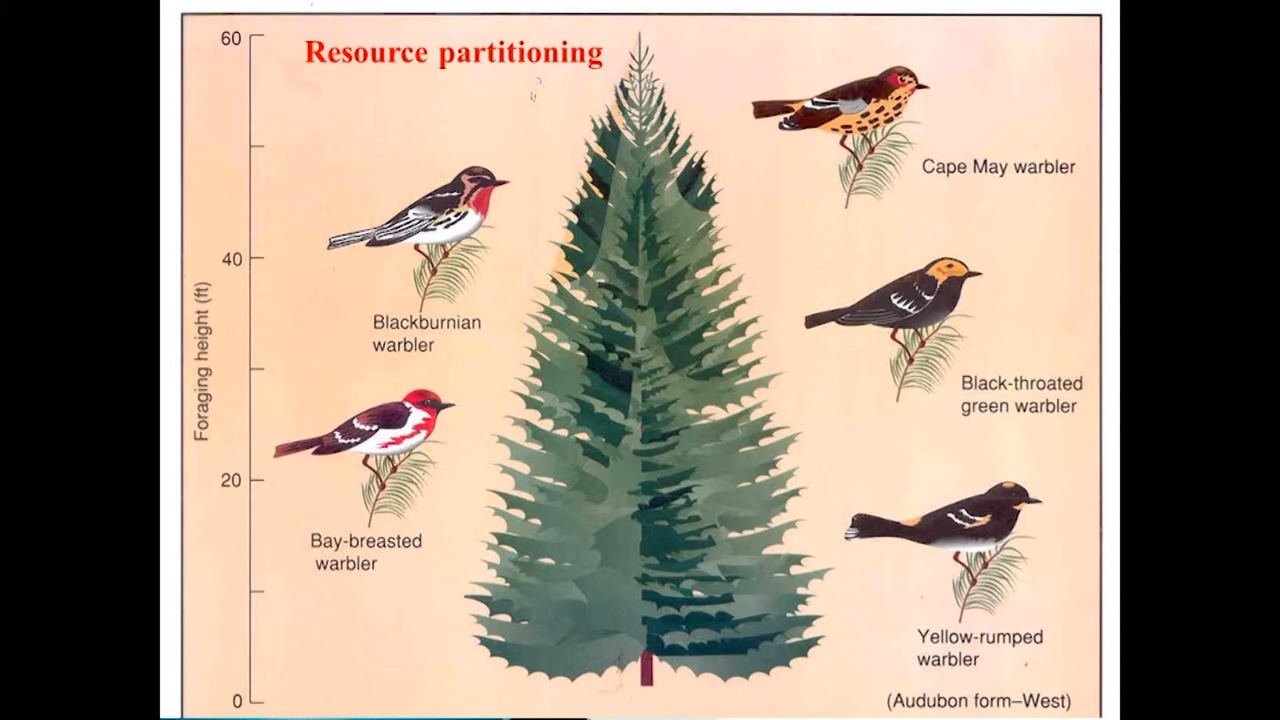 Resource partitioning
60
40
20
0
Foraging height (ft)
Cape May warbler
Blackburnian
warbler
Black-throated
green warbler
Bay-breasted
warbler
Yellow-rumped
warbler
(Audubon form–West)